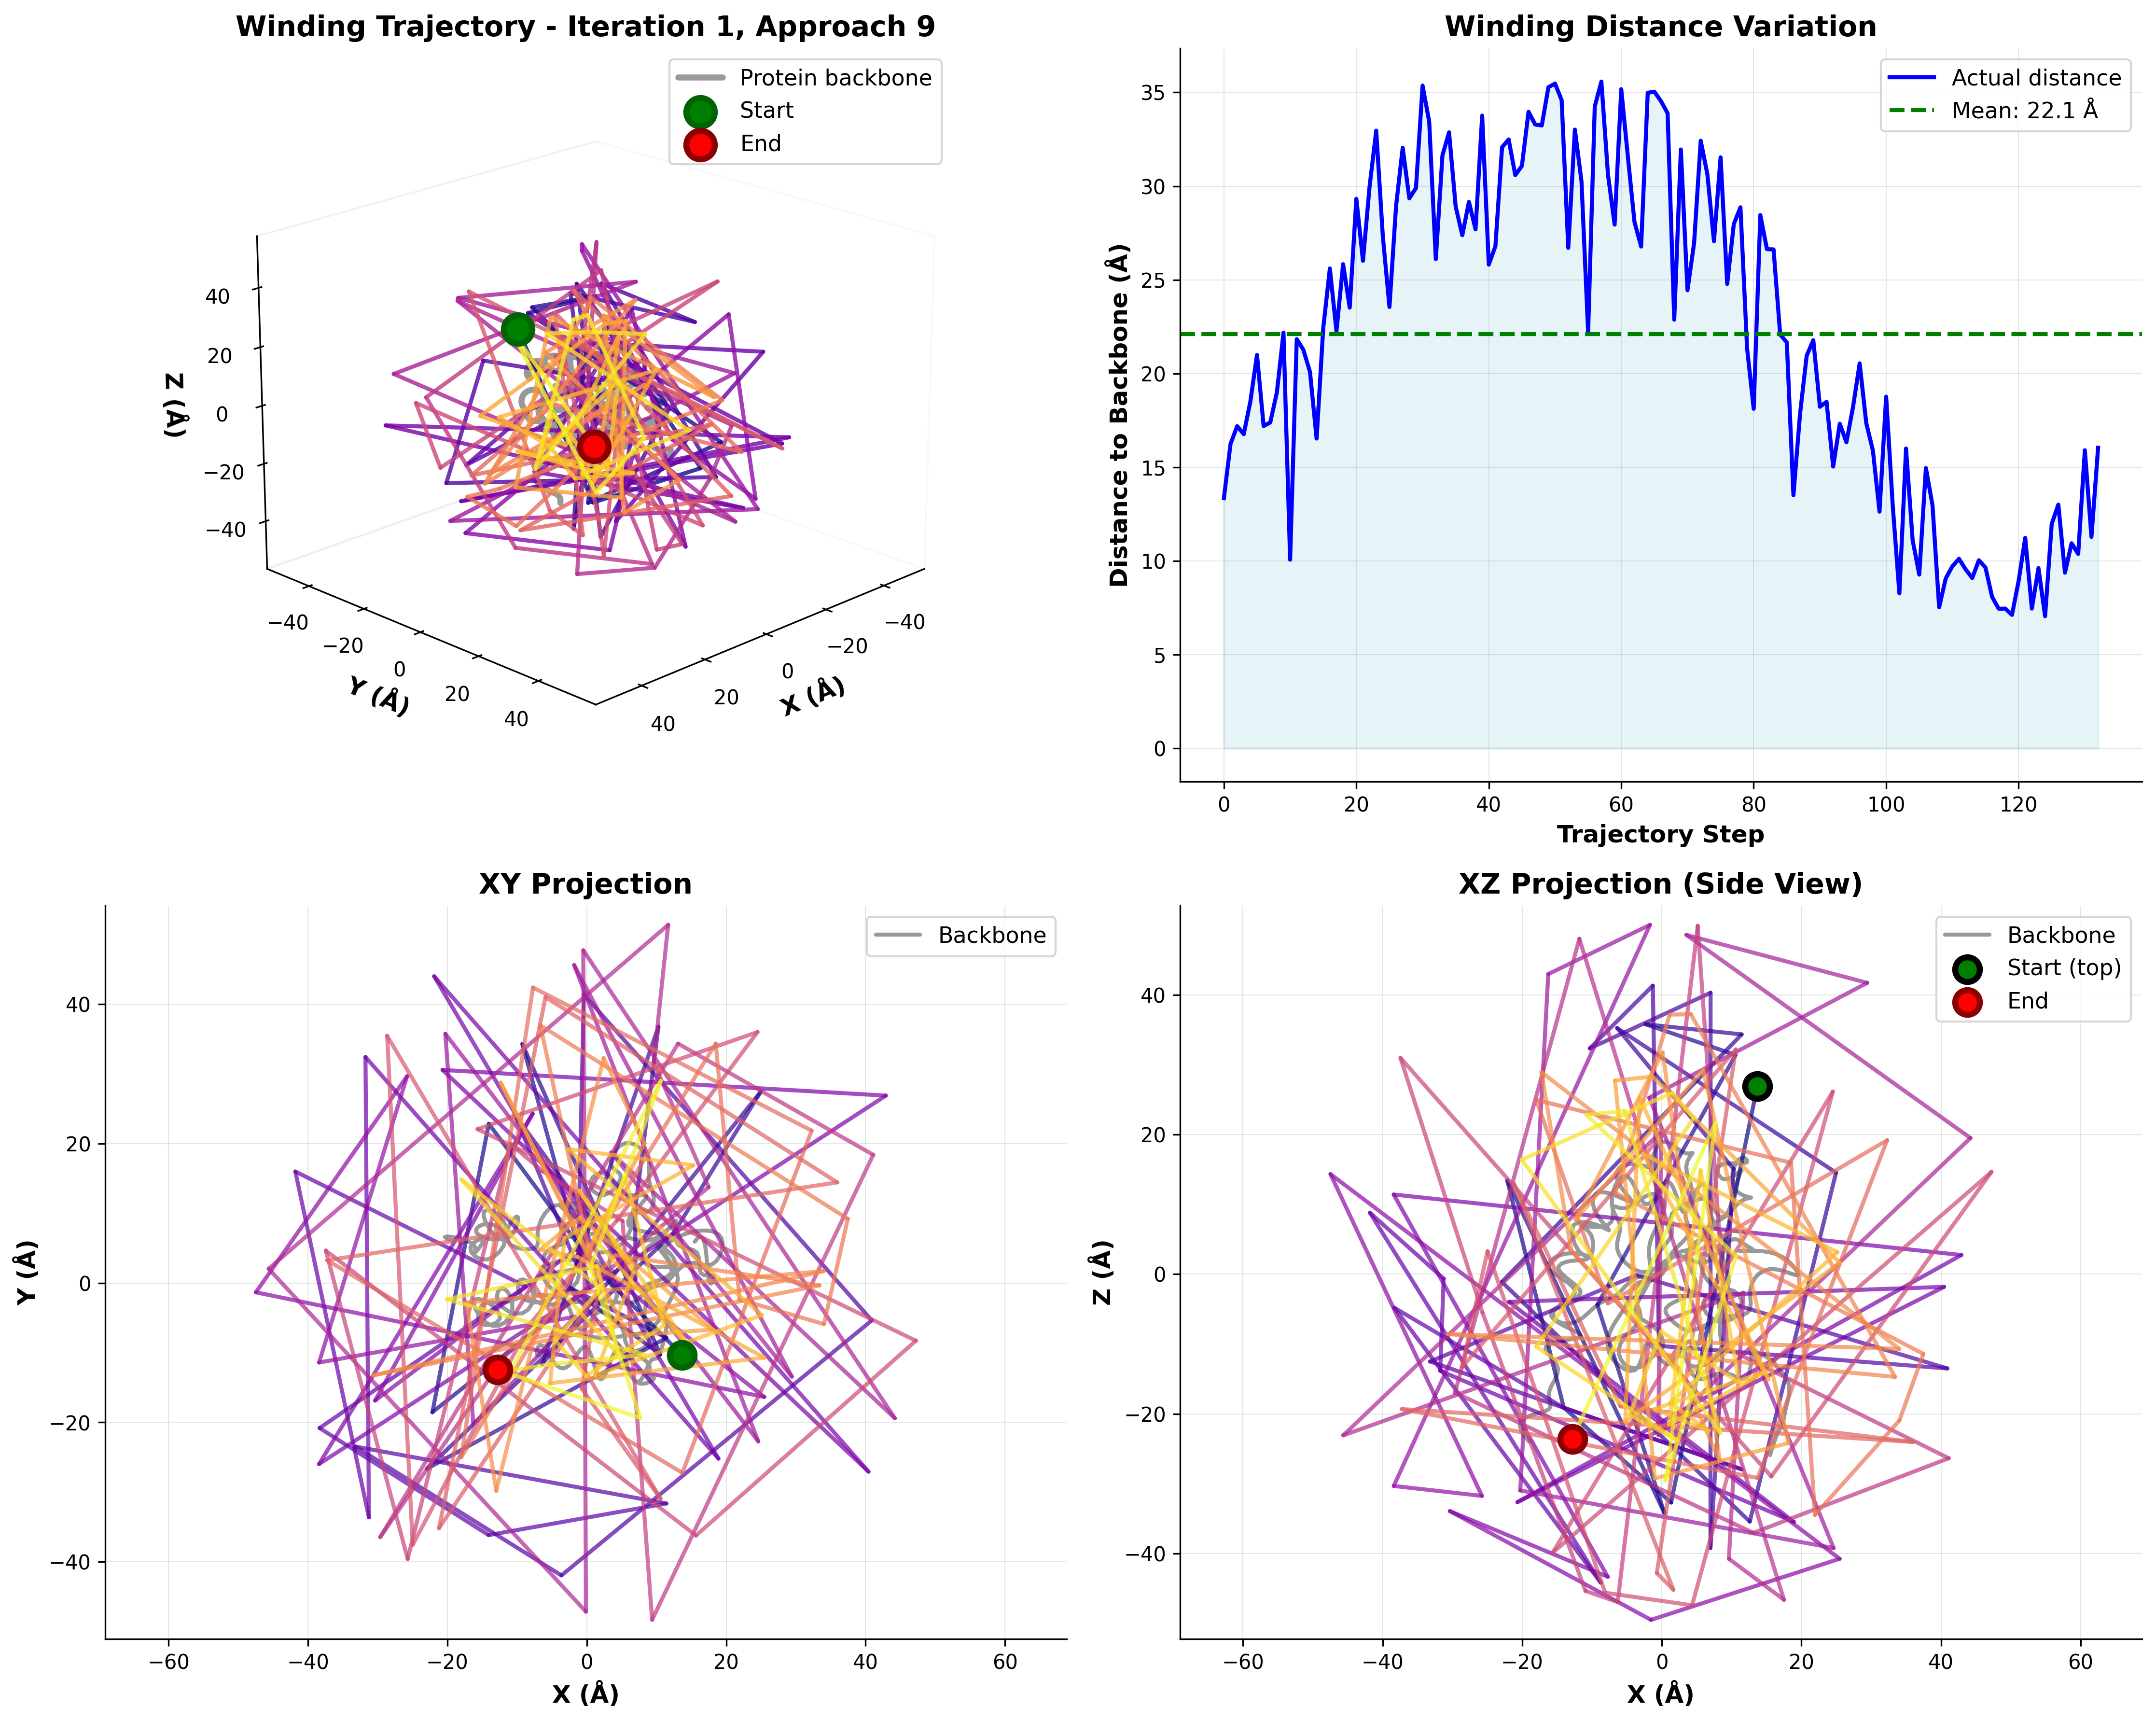 Winding Trajectory - Iteration 1, Approach 9
Protein backbone
Start
End
40
20
0
−20
−40
Z (Å)
−40
−20
0
20
40
Y (Å)
40
20
0
−20
−40
X (Å)
Winding Distance Variation
Actual distance
Mean: 22.1 Å
35
30
25
20
15
10
5
0
Distance to Backbone (Å)
0 20 40 60 80 100 120
Trajectory Step
XY Projection
Backbone
40
20
0
−20
−40
Y (Å)
−60 −40 −20 0 20 40 60
X (Å)
XZ Projection (Side View)
Backbone
Start (top)
End
40
20
0
−20
−40
Z (Å)
−60 −40 −20 0 20 40 60
X (Å)